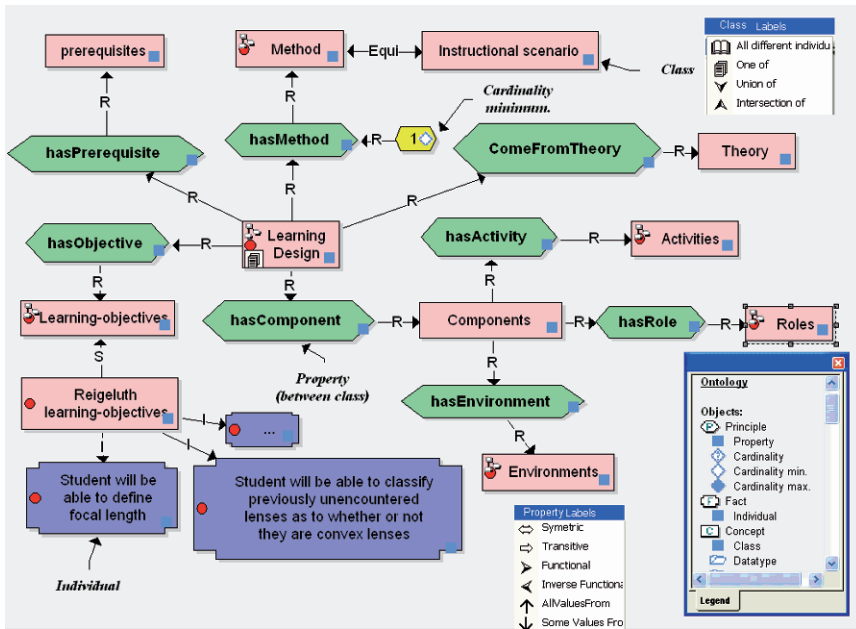 prerequisites
Method
Equi
Instructional scenario
Class
Class Labels
All different individu
One of
Union of
Intersection of
R
R
Cardinality
minimum.
hasPrerequisite
hasMethod
R
1
ComeFromTheory
R
Theory
R
R
R
hasObjective
R
Learning
Design
hasActivity
R
Activities
R
R
R
Learning-objectives
hasComponent
R
Components
R
hasRole
R
Roles
S
Property
(between class)
R
Reigeluth
learning-objectives
hasEnvironment
I
...
R
I
I
Environments
Student will be
able to define
focal length
Student will be able to classify
previously unencountered
lenses as to whether or not
they are convex lenses
Individual
Property Labels
Symetric
Transitive
Functional
Inverse Functiona
AllValuesFrom
Some Values Fro
Ontology
Objects:
P Principle
Property
? Cardinality
Cardinality min.
Cardinality max.
F Fact
Individual
C Concept
Class
Datatype
Legend